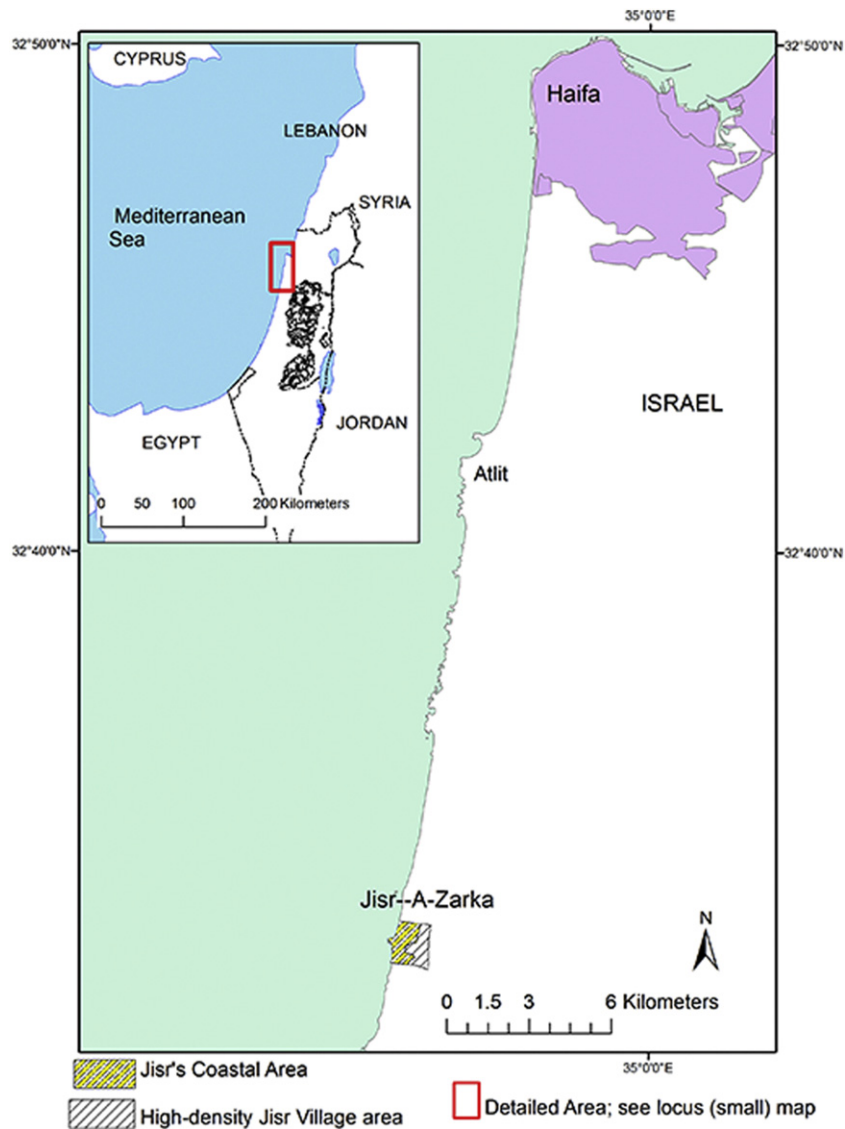 35°0'0"E
32°50'0"N
32°50'0"N
CYPRUS
LEBANON
SYRIA
Mediterranean
Sea
JORDAN
EGYPT
0 50 100 200 Kilometers
Haifa
ISRAEL
Atlit
32°40'0"N
32°40'0"N
Jisr--A-Zarka
N
0 1.5 3 6 Kilometers
35°0'0"E
Jisr's Coastal Area
High-density Jisr Village area
Detailed Area; see locus (small) map